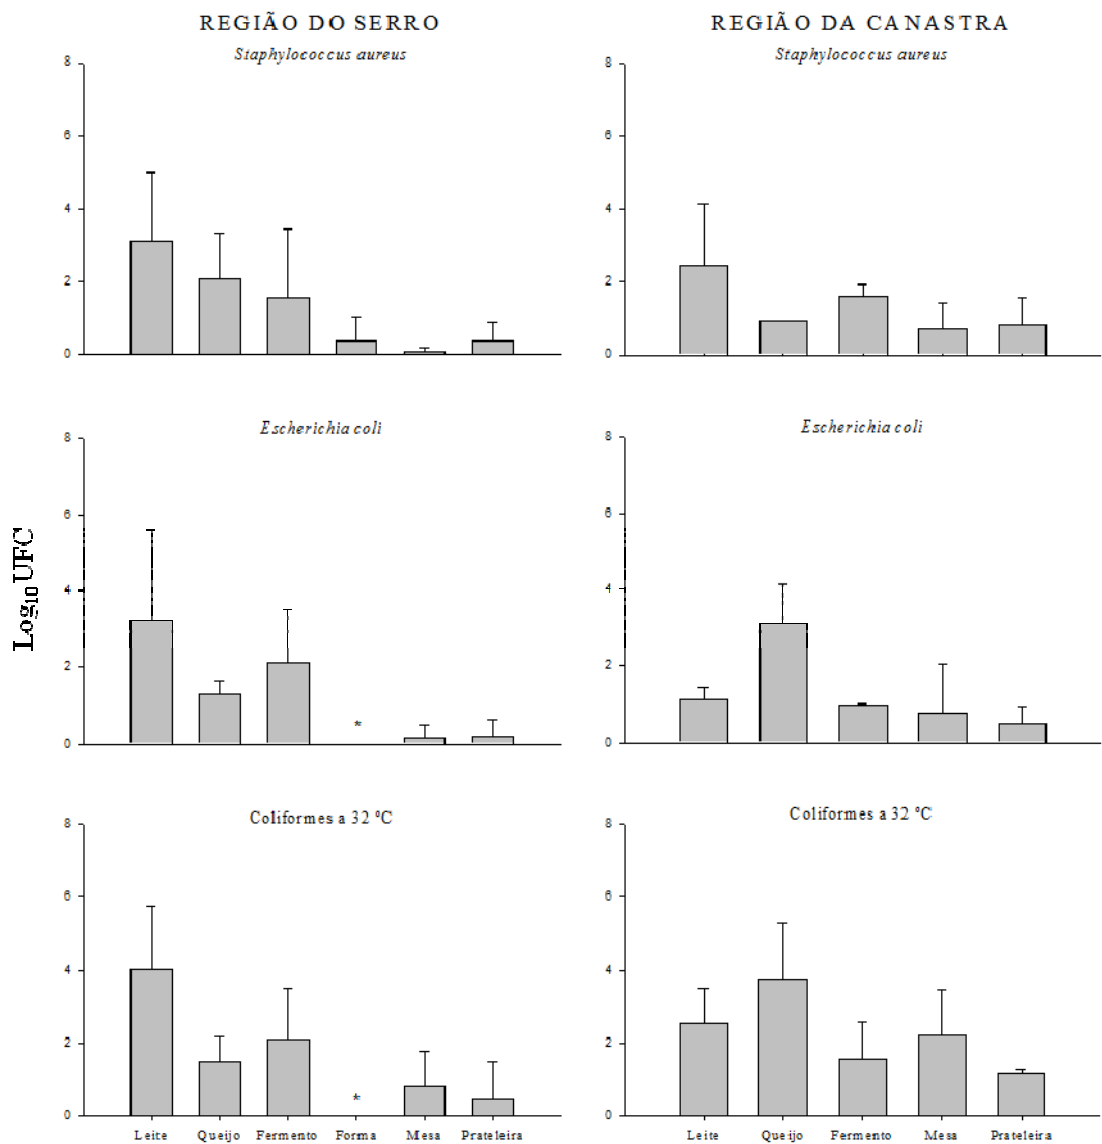 REGIÃO DO SERRO
REGIÃO DA CANASTRA
Staphylococcus aureus
Staphylococcus aureus
8
6
4
2
0
8
6
4
2
0
Escherichia coli
Escherichia coli
Log₁₀UFC
8
6
4
2
0
*
8
6
4
2
0
Coliformes a 32 ºC
Coliformes a 32 ºC
8
6
4
2
0
*
8
6
4
2
0
Leite Queijo Fermento Forma Mesa Prateleira
Leite Queijo Fermento Mesa Prateleira